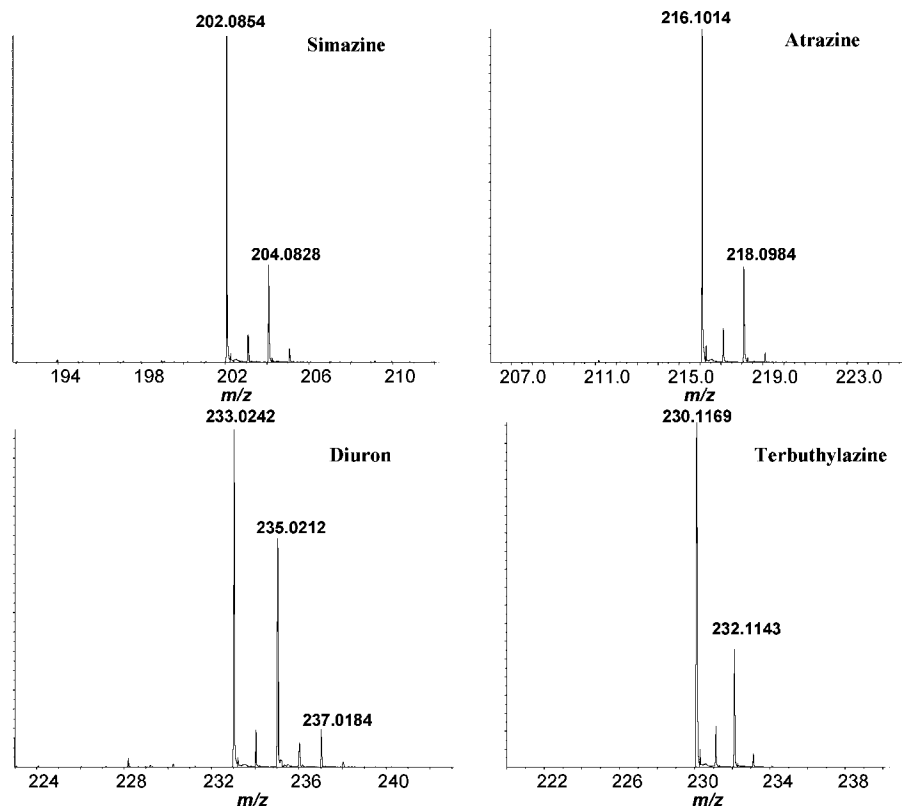 202.0854
Simazine
204.0828
194 198 202 206 210
m/z
216.1014
Atrazine
218.0984
207.0 211.0 215.0 219.0 223.0
m/z
233.0242
Diuron
235.0212
237.0184
224 228 232 236 240
m/z
230.1169
Terbuthylazine
232.1143
222 226 230 234 238
m/z